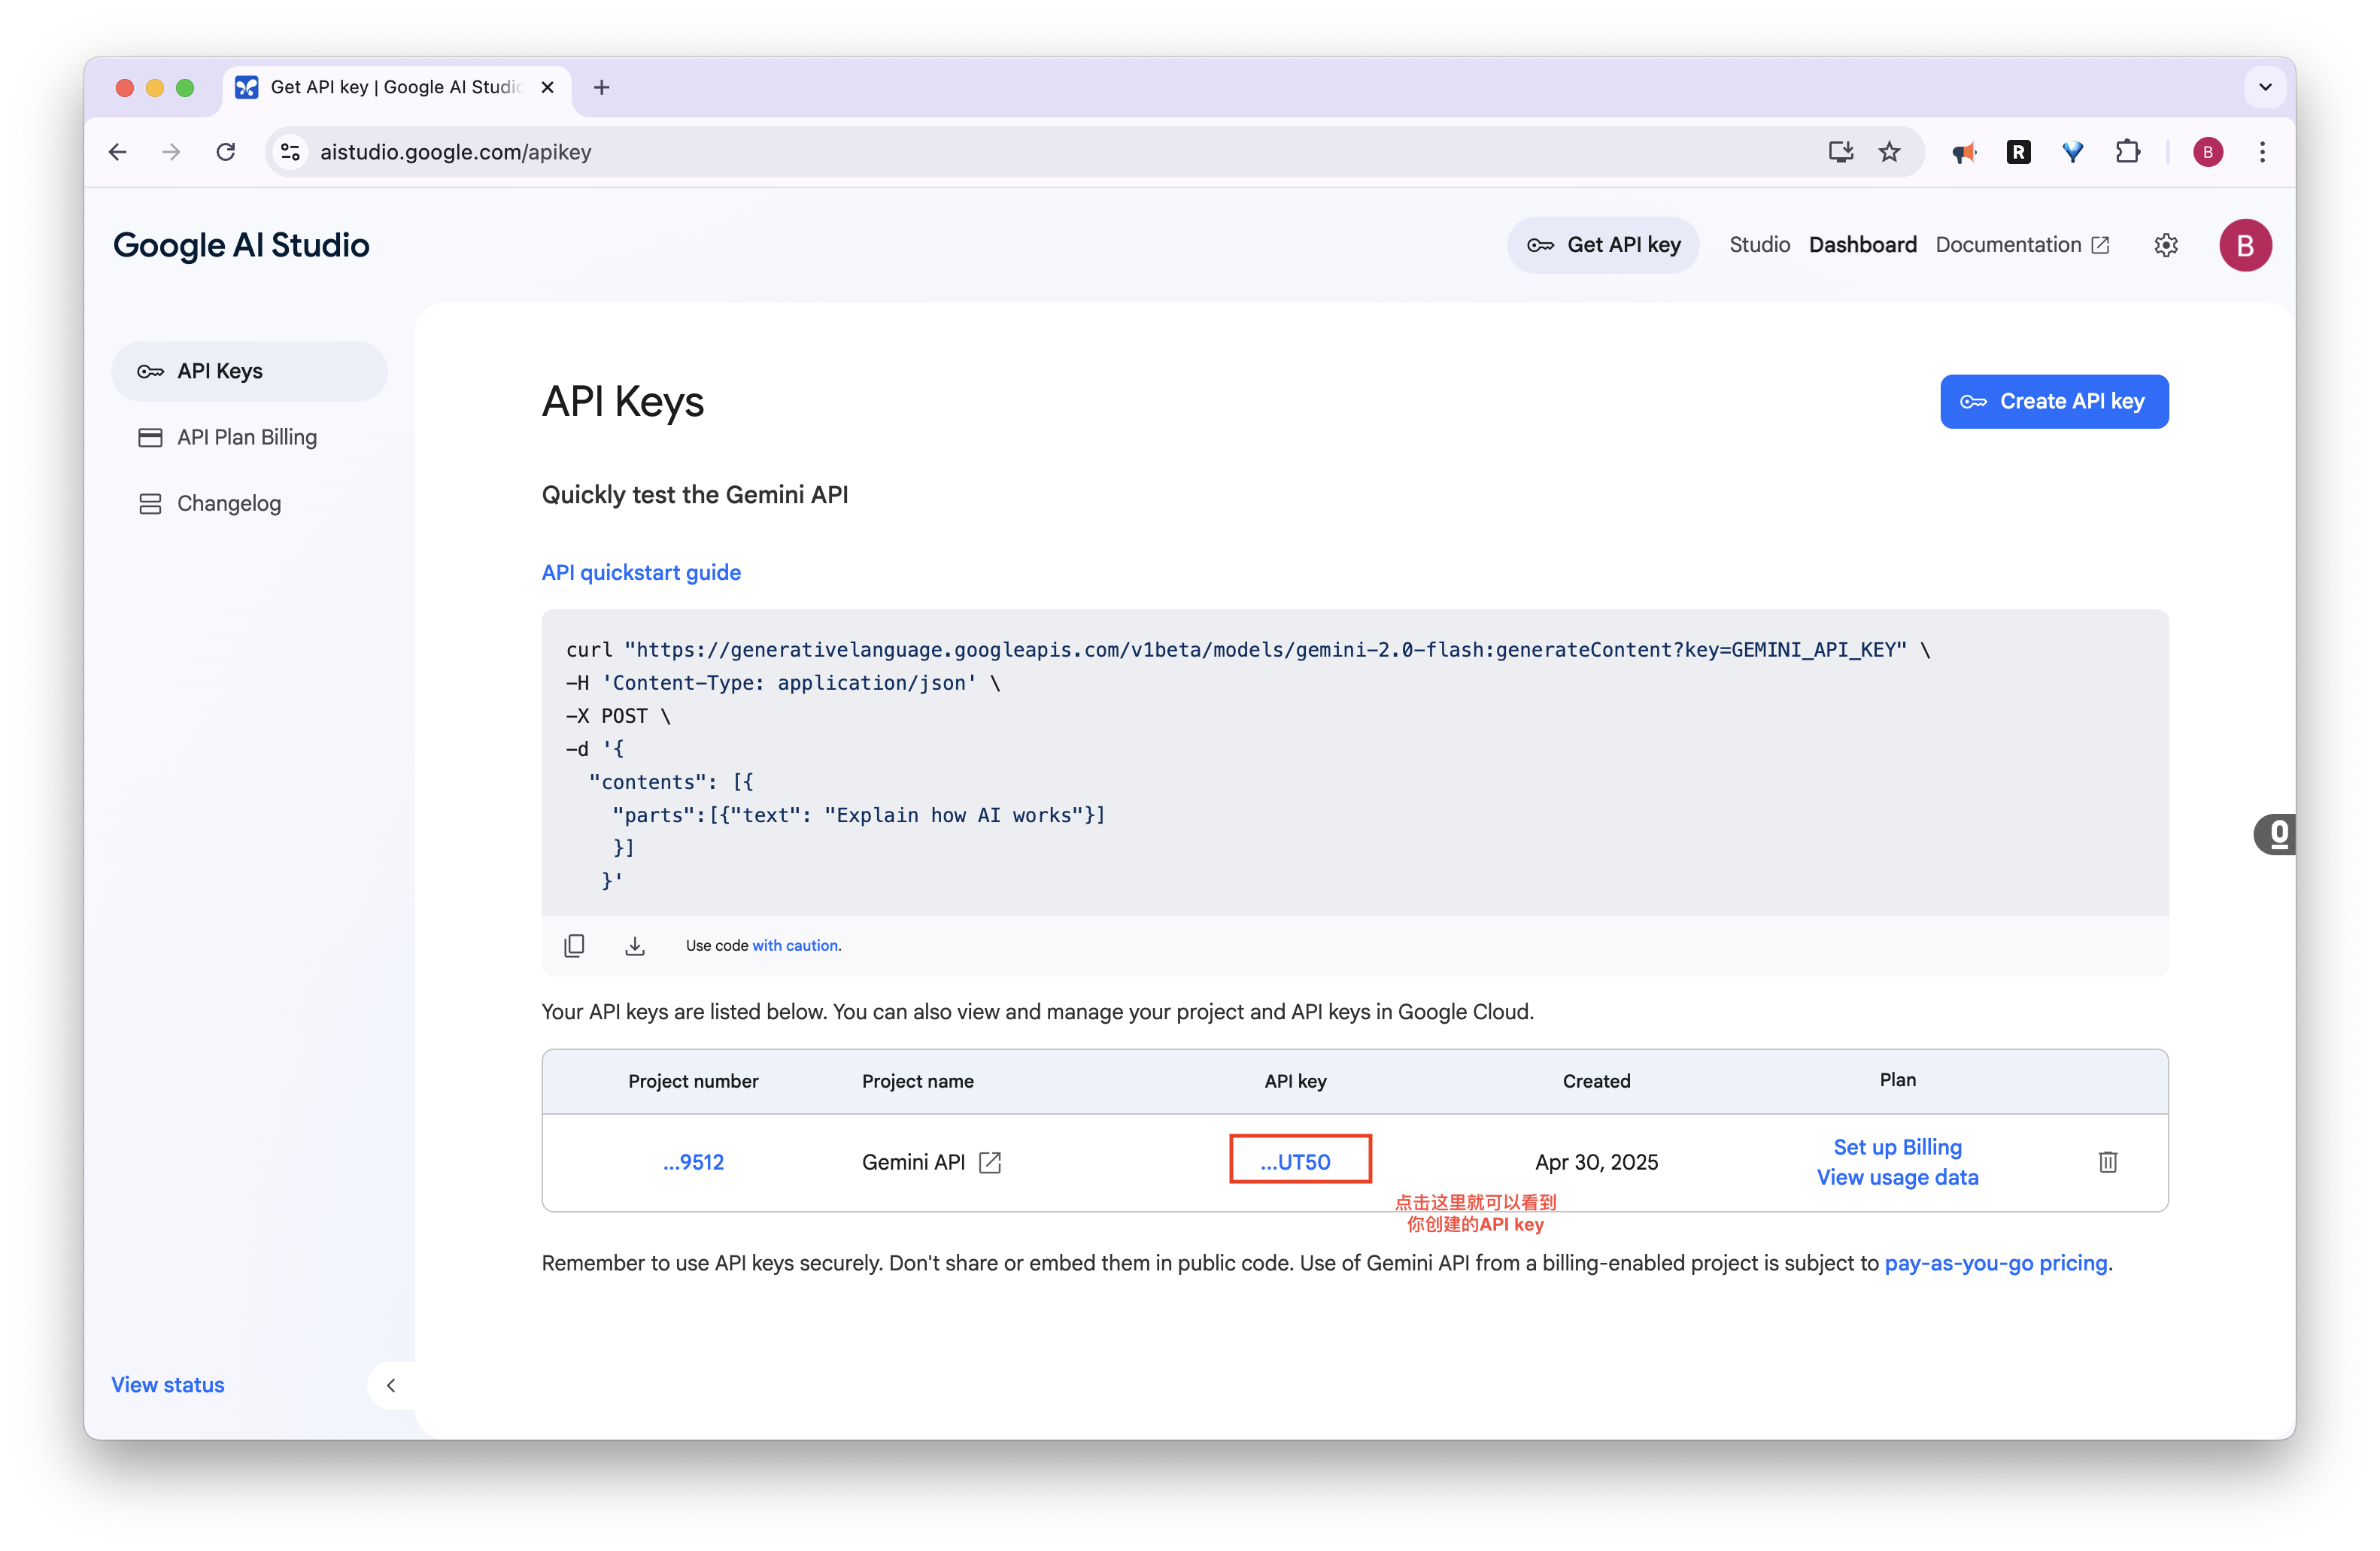 Get API key | Google AI Studio
aistudio.google.com/apikey
R
B
Google AI Studio
Get API key
Studio
Dashboard
Documentation
B
API Keys
API Plan Billing
Changelog
API Keys
Create API key
Quickly test the Gemini API
API quickstart guide
curl "https://generativelanguage.googleapis.com/v1beta/models/gemini-2.0-flash:generateContent?key=GEMINI_API_KEY" \
-H 'Content-Type: application/json' \
-X POST \
-d '{
"contents": [{
"parts":[{"text": "Explain how AI works"}]
}]
}'
Use code with caution.
Your API keys are listed below. You can also view and manage your project and API keys in Google Cloud.
Project number Project name API key Created Plan
...9512 Gemini API ...UT50 Apr 30, 2025 Set up Billing
View usage data
点击这里就可以看到
你创建的API key
Remember to use API keys securely. Don't share or embed them in public code. Use of Gemini API from a billing-enabled project is subject to pay-as-you-go pricing.
View status